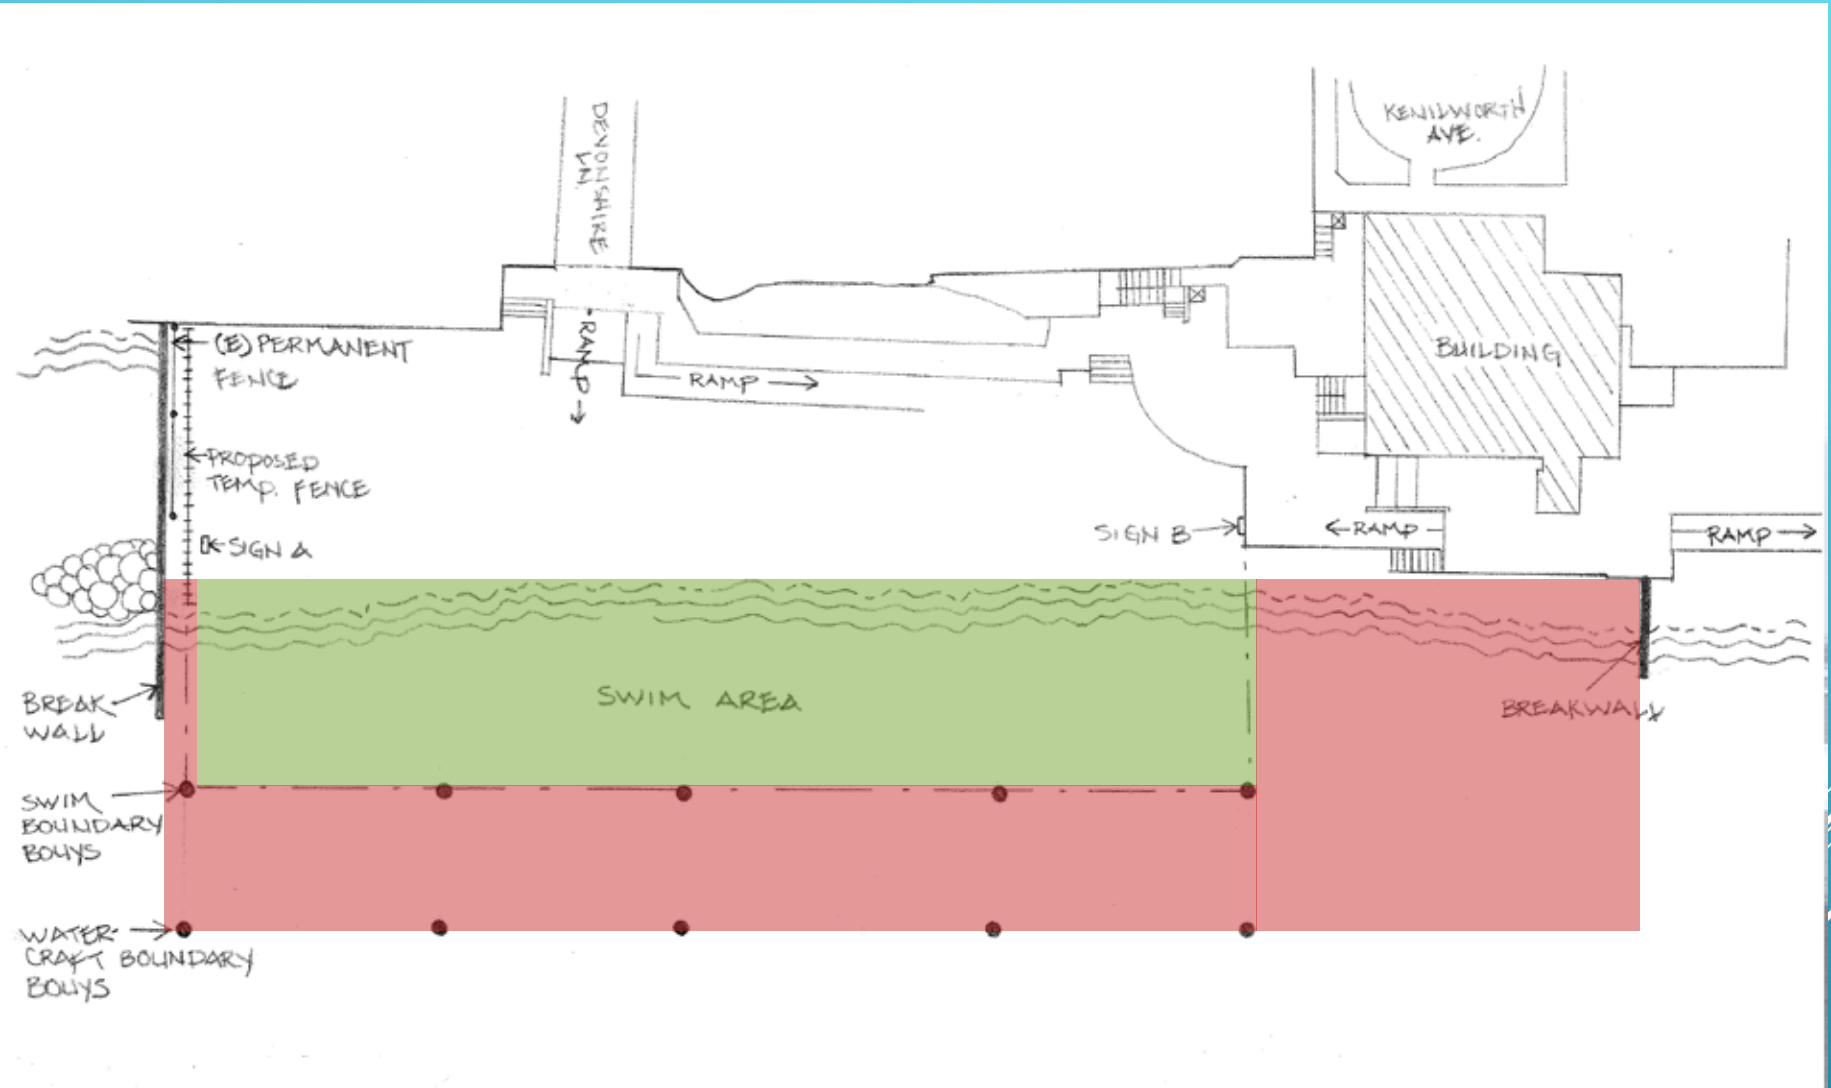 DEVONSHIRE
LN.
KENILWORTH
AVE.
(E) PERMANENT
FENCE
RAMP
RAMP
BUILDING
PROPOSED
TEMP. FENCE
SIGN A
SIGN B
RAMP
RAMP
SWIM AREA
BREAK
WALL
BREAKWALL
SWIM
BOUNDARY
BOUYS
WATER-
CRAFT BOUNDARY
BOUYS